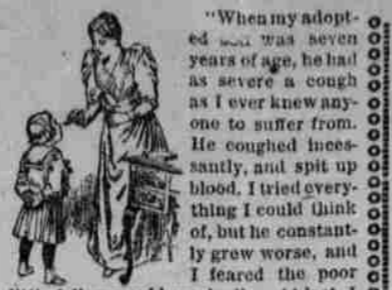 "When my adopt-
ed son was seven
years of age, he had
as severe a cough
as I ever knew any-
one to suffer from.
He coughed inces-
santly, and spit up
blood. I tried every-
thing I could think
of, but he constant-
ly grew worse, and
I feared the poor